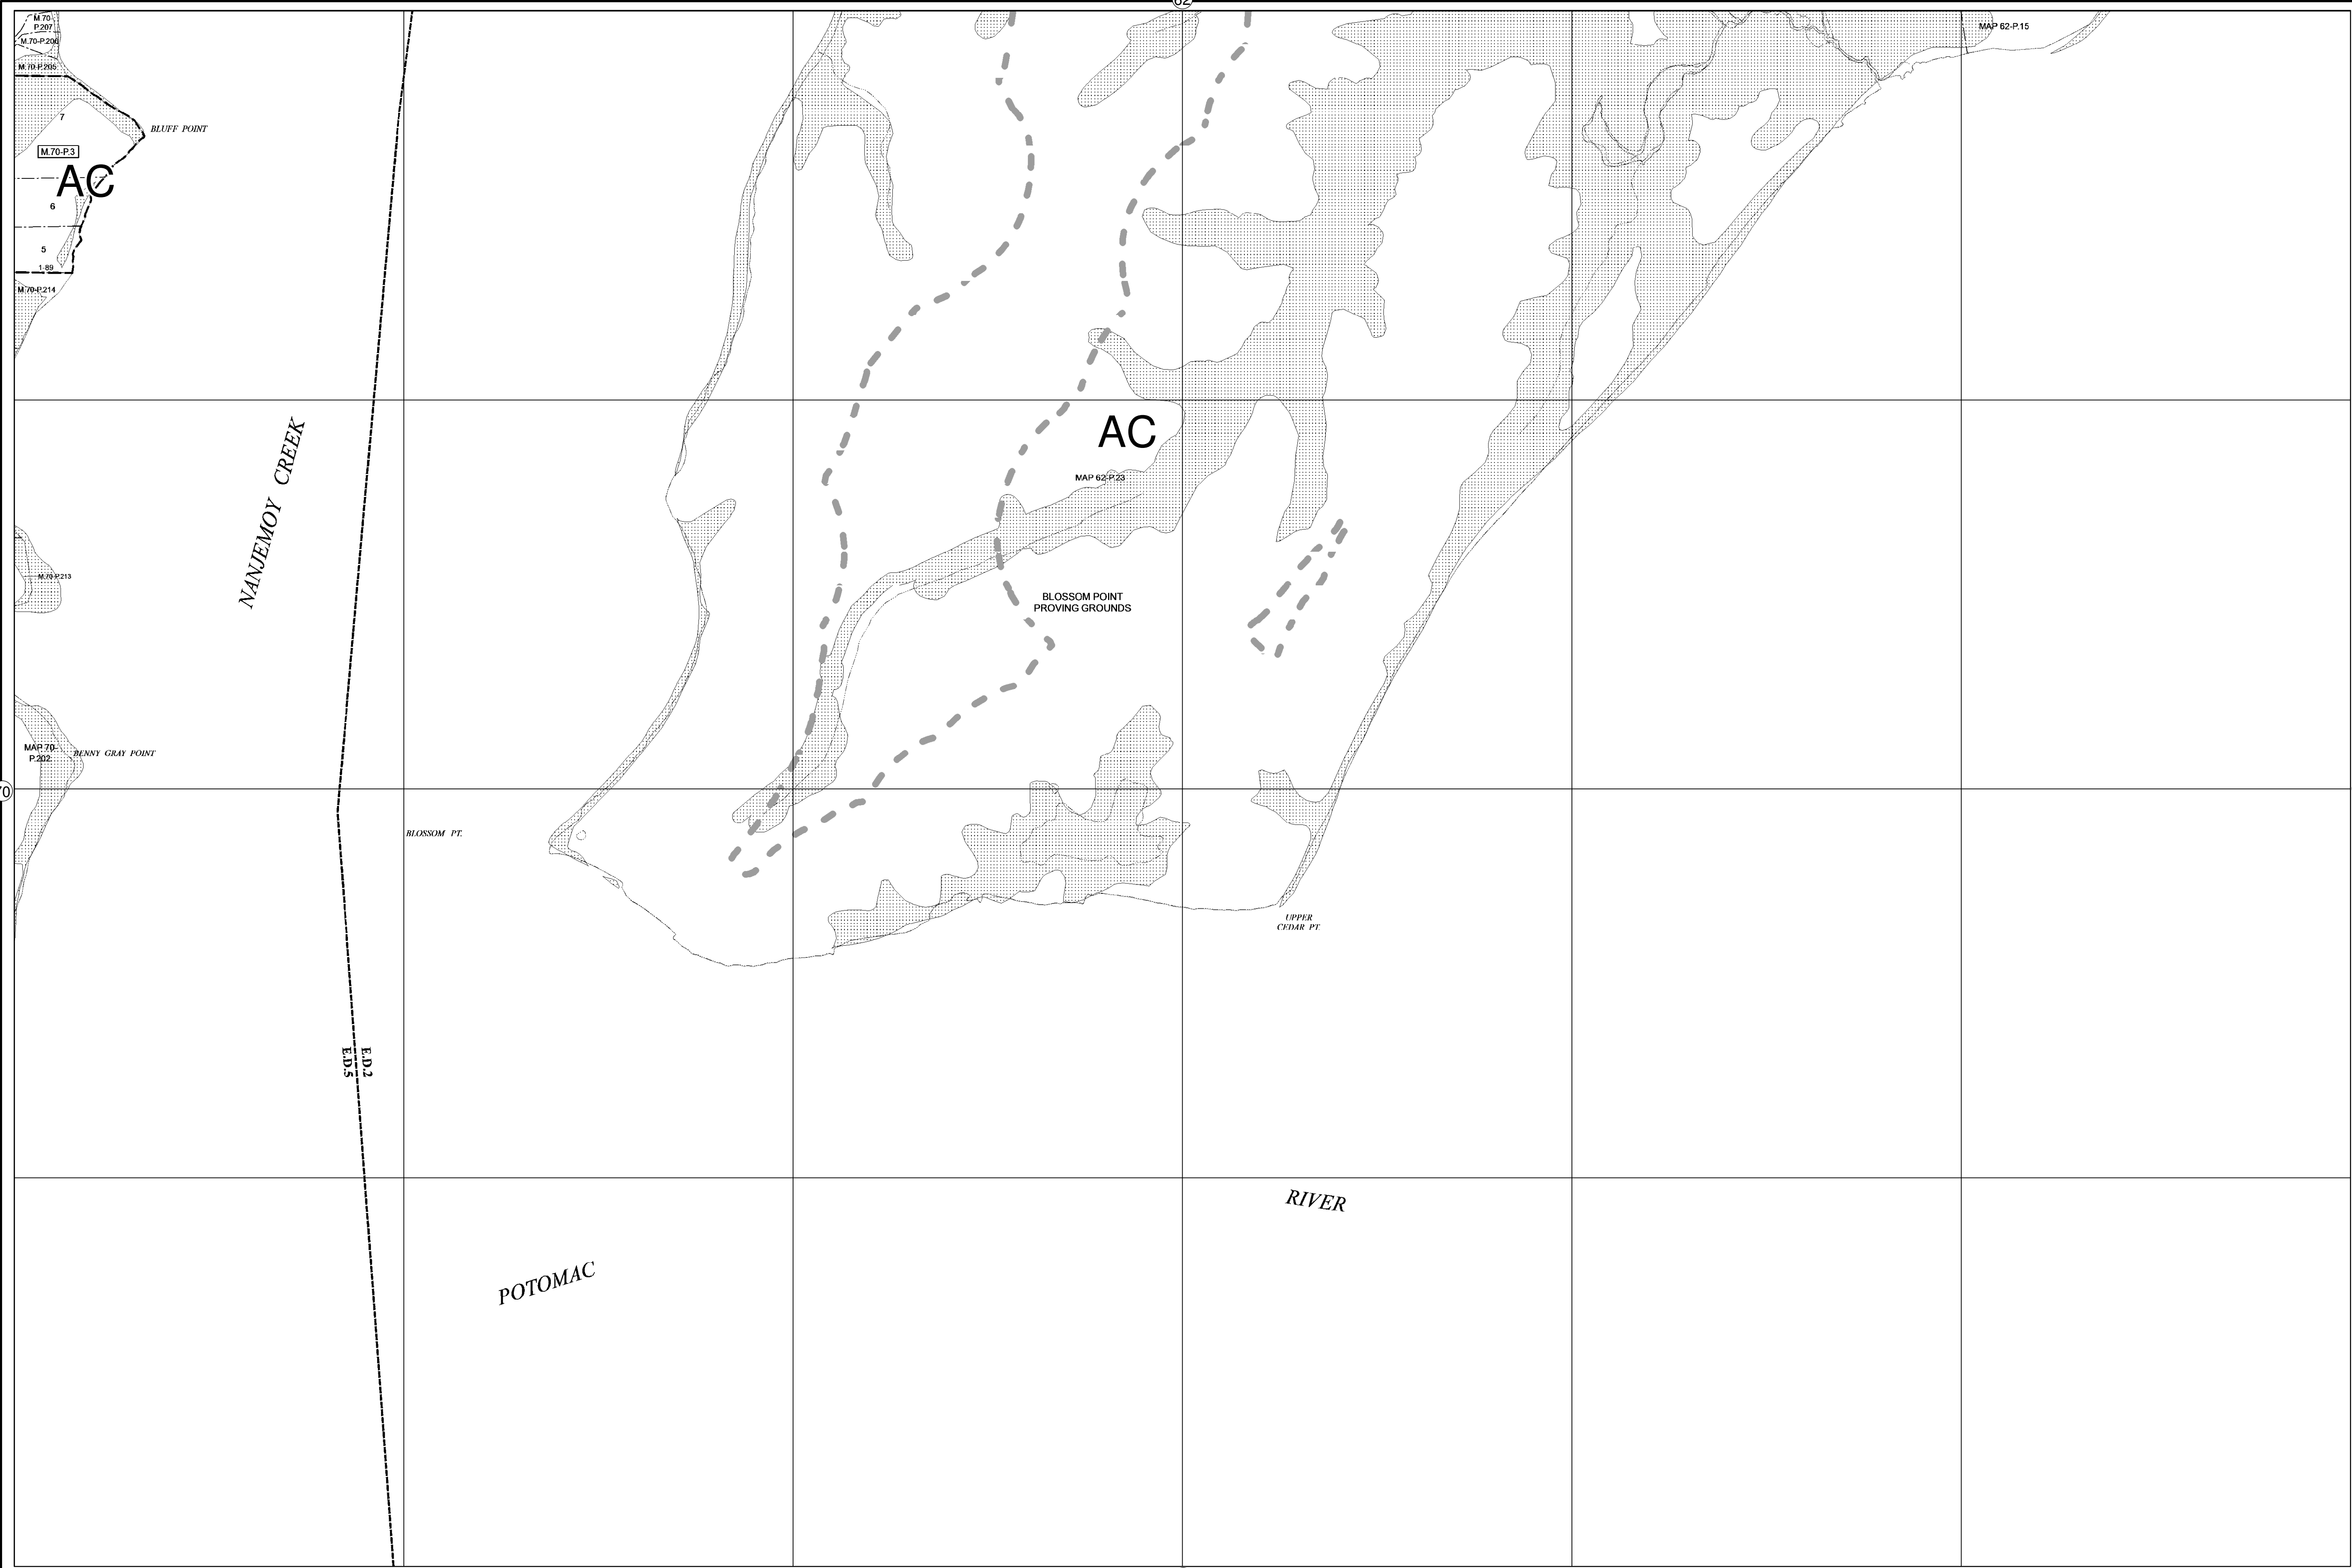 62
M.70-
P.207
M.70-P.206
M.70-P.205
MAP 62-P.15
7
BLUFF POINT
M.70-P.3
AC
6
5
1-89
M.70-P.214
NANJEMOY CREEK
AC
MAP 62-P.23
M.70-P.213
BLOSSOM POINT
PROVING GROUNDS
MAP 70-
P.202
BENNY GRAY POINT
BLOSSOM PT.
UPPER
CEDAR PT.
E.D.2
E.D.5
RIVER
POTOMAC